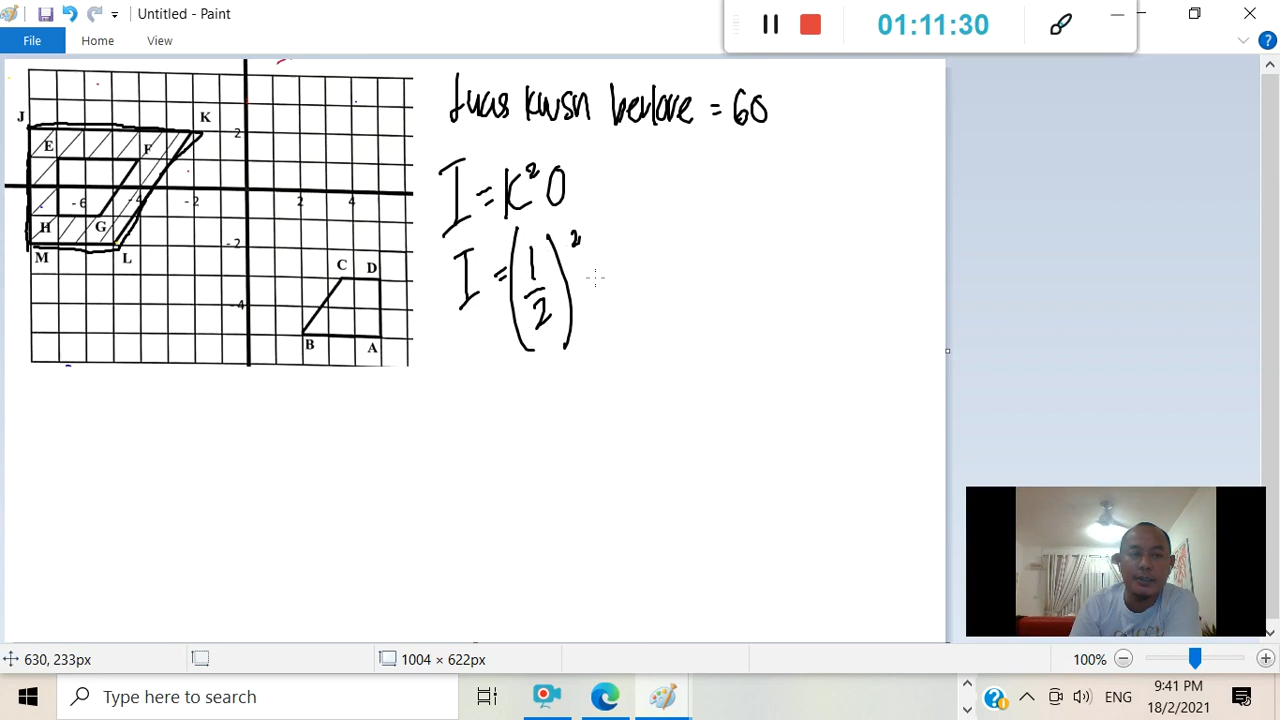 Untitled - Paint
01:11:30
File Home View
J K
E F
2
-6 -4 -2 2 4
H G
-2
M L
C D
-4
B A
Luas kwsn berlorek = 60
I = K² O
I = (1/2)²
630, 233px
1004 × 622px
100%
Type here to search
ENG
9:41 PM
18/2/2021